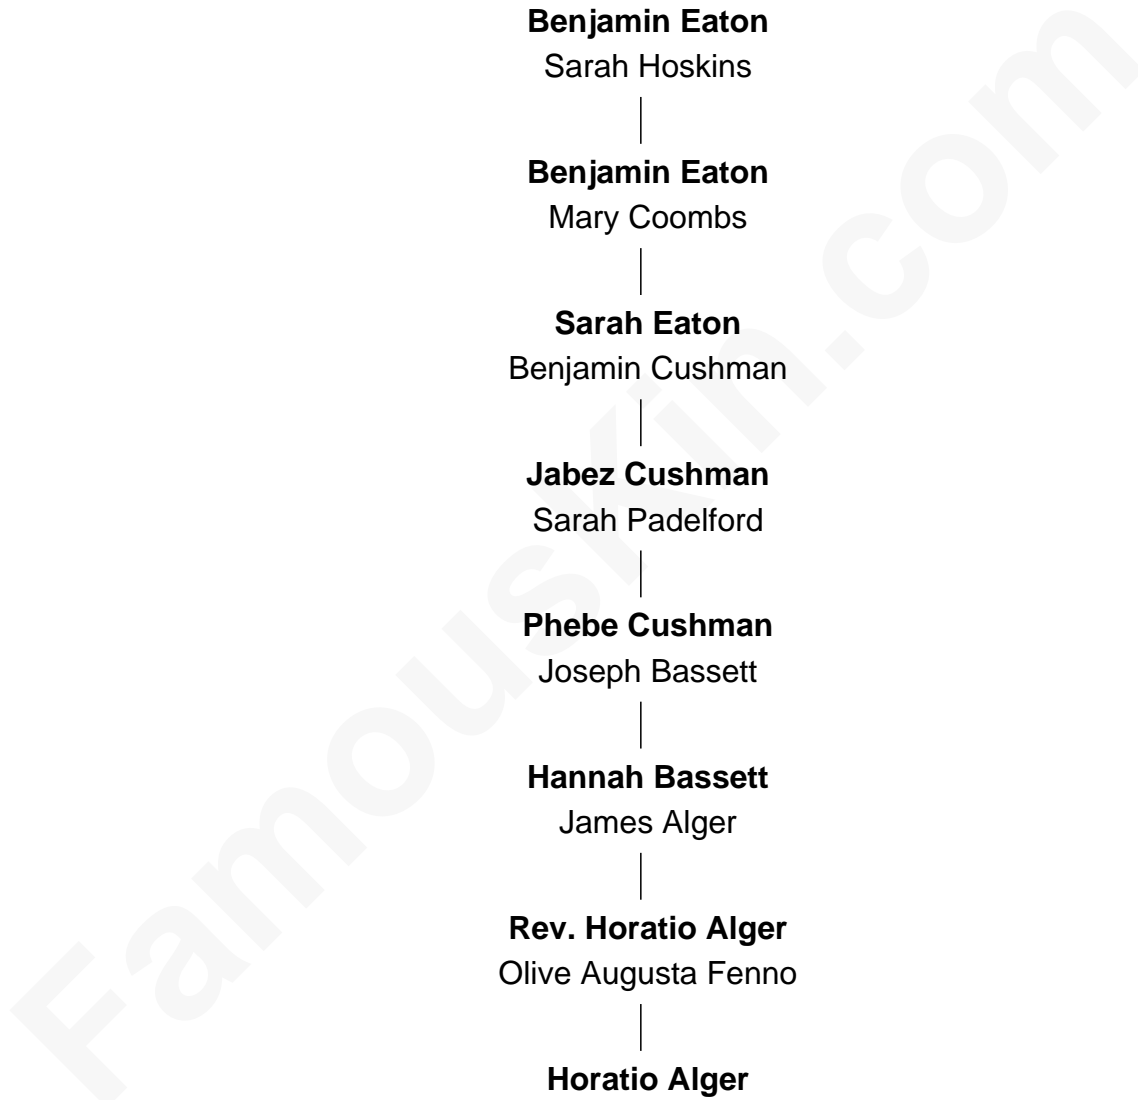 Benjamin Eaton
Sarah Hoskins
Benjamin Eaton
Mary Coombs
Sarah Eaton
Benjamin Cushman
Jabez Cushman
Sarah Padelford
Phebe Cushman
Joseph Bassett
Hannah Bassett
James Alger
Rev. Horatio Alger
Olive Augusta Fenno
Horatio Alger
FamousKin.com